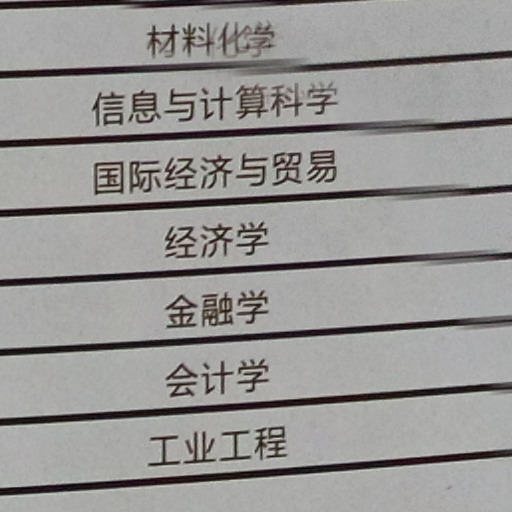 材料化学
信息与计算科学
国际经济与贸易
经济学
金融学
会计学
工业工程